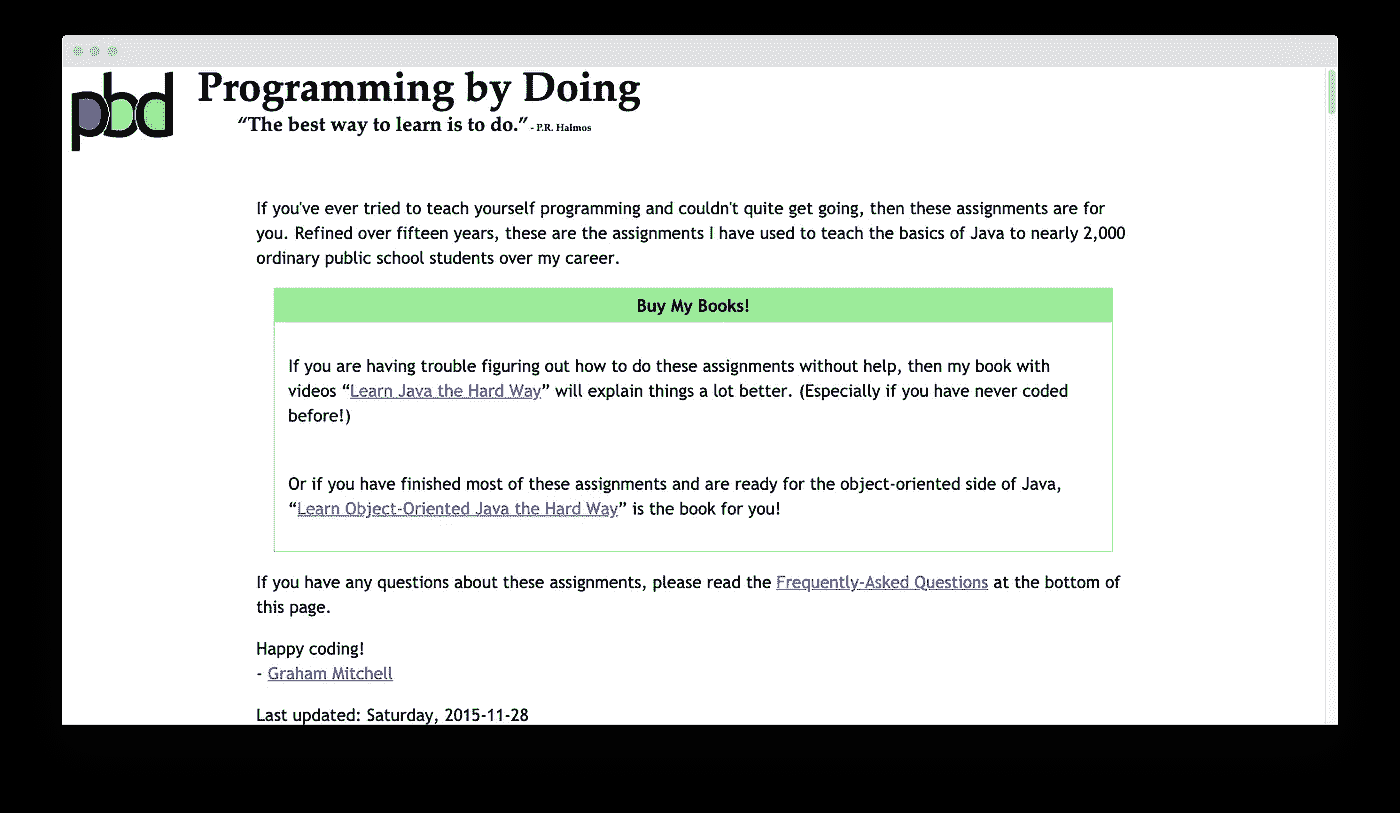 pbd
Programming by Doing
“The best way to learn is to do.” - P.R. Halmos
If you've ever tried to teach yourself programming and couldn't quite get going, then these assignments are for
you. Refined over fifteen years, these are the assignments I have used to teach the basics of Java to nearly 2,000
ordinary public school students over my career.
Buy My Books!
If you are having trouble figuring out how to do these assignments without help, then my book with
videos “Learn Java the Hard Way” will explain things a lot better. (Especially if you have never coded
before!)
Or if you have finished most of these assignments and are ready for the object-oriented side of Java,
“Learn Object-Oriented Java the Hard Way” is the book for you!
If you have any questions about these assignments, please read the Frequently-Asked Questions at the bottom of
this page.
Happy coding!
- Graham Mitchell
Last updated: Saturday, 2015-11-28